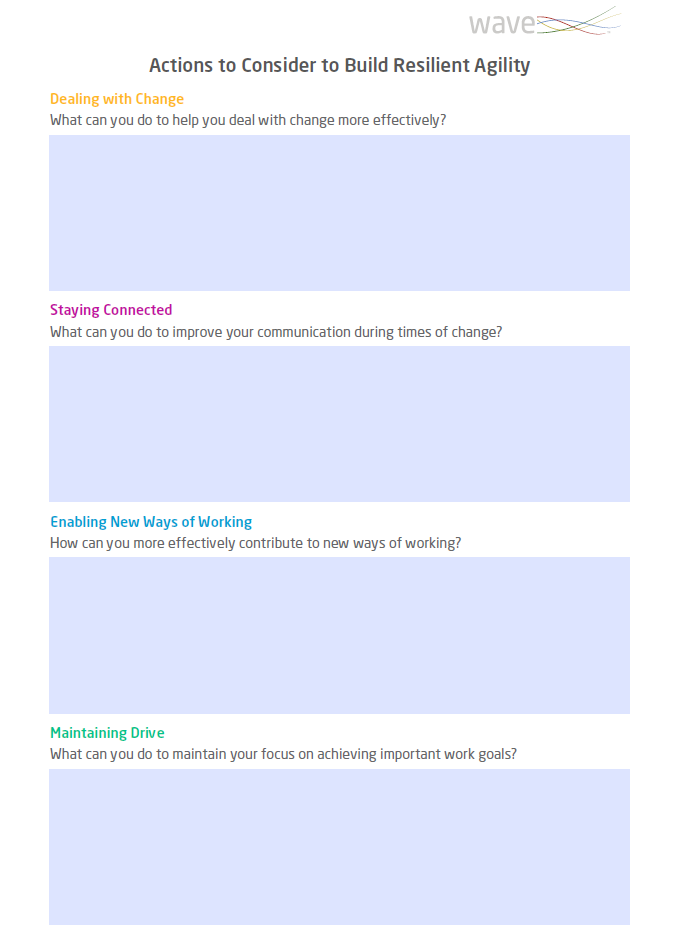 wave
Actions to Consider to Build Resilient Agility
Dealing with Change
What can you do to help you deal with change more effectively?
Staying Connected
What can you do to improve your communication during times of change?
Enabling New Ways of Working
How can you more effectively contribute to new ways of working?
Maintaining Drive
What can you do to maintain your focus on achieving important work goals?